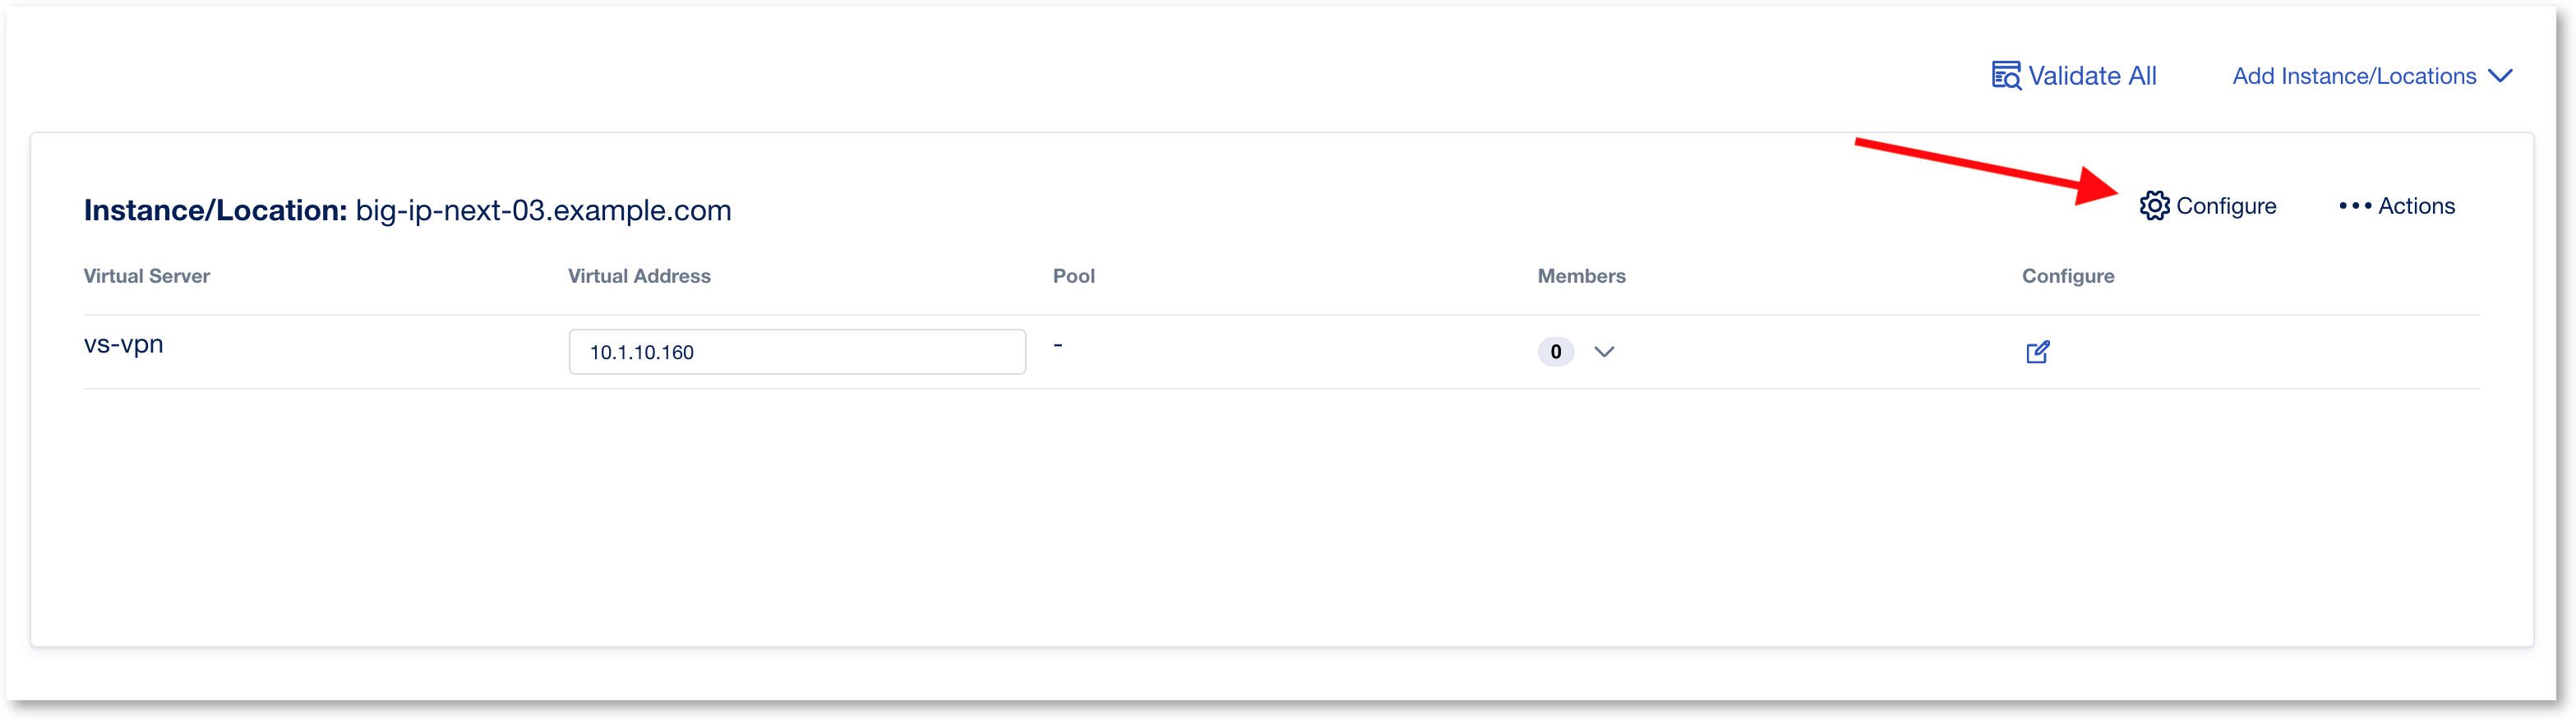 Validate All Add Instance/Locations
Instance/Location: big-ip-next-03.example.com Configure ••• Actions
Virtual Server Virtual Address Pool Members Configure
vs-vpn 10.1.10.160 - 0